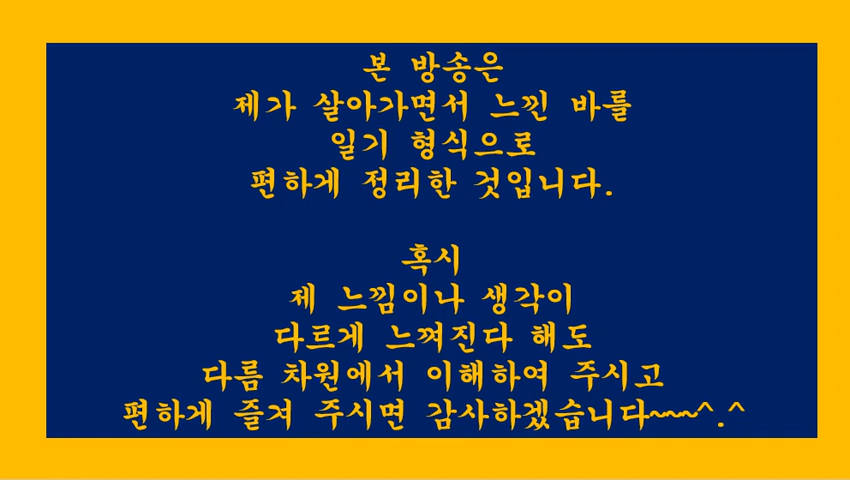 본 방송은
제가 살아가면서 느낀 바를
일기 형식으로
편하게 정리한 것입니다.
혹시
제 느낌이나 생각이
다르게 느껴진다 해도
다름 차원에서 이해하여 주시고
편하게 즐겨 주시면 감사하겠습니다~~~^.^